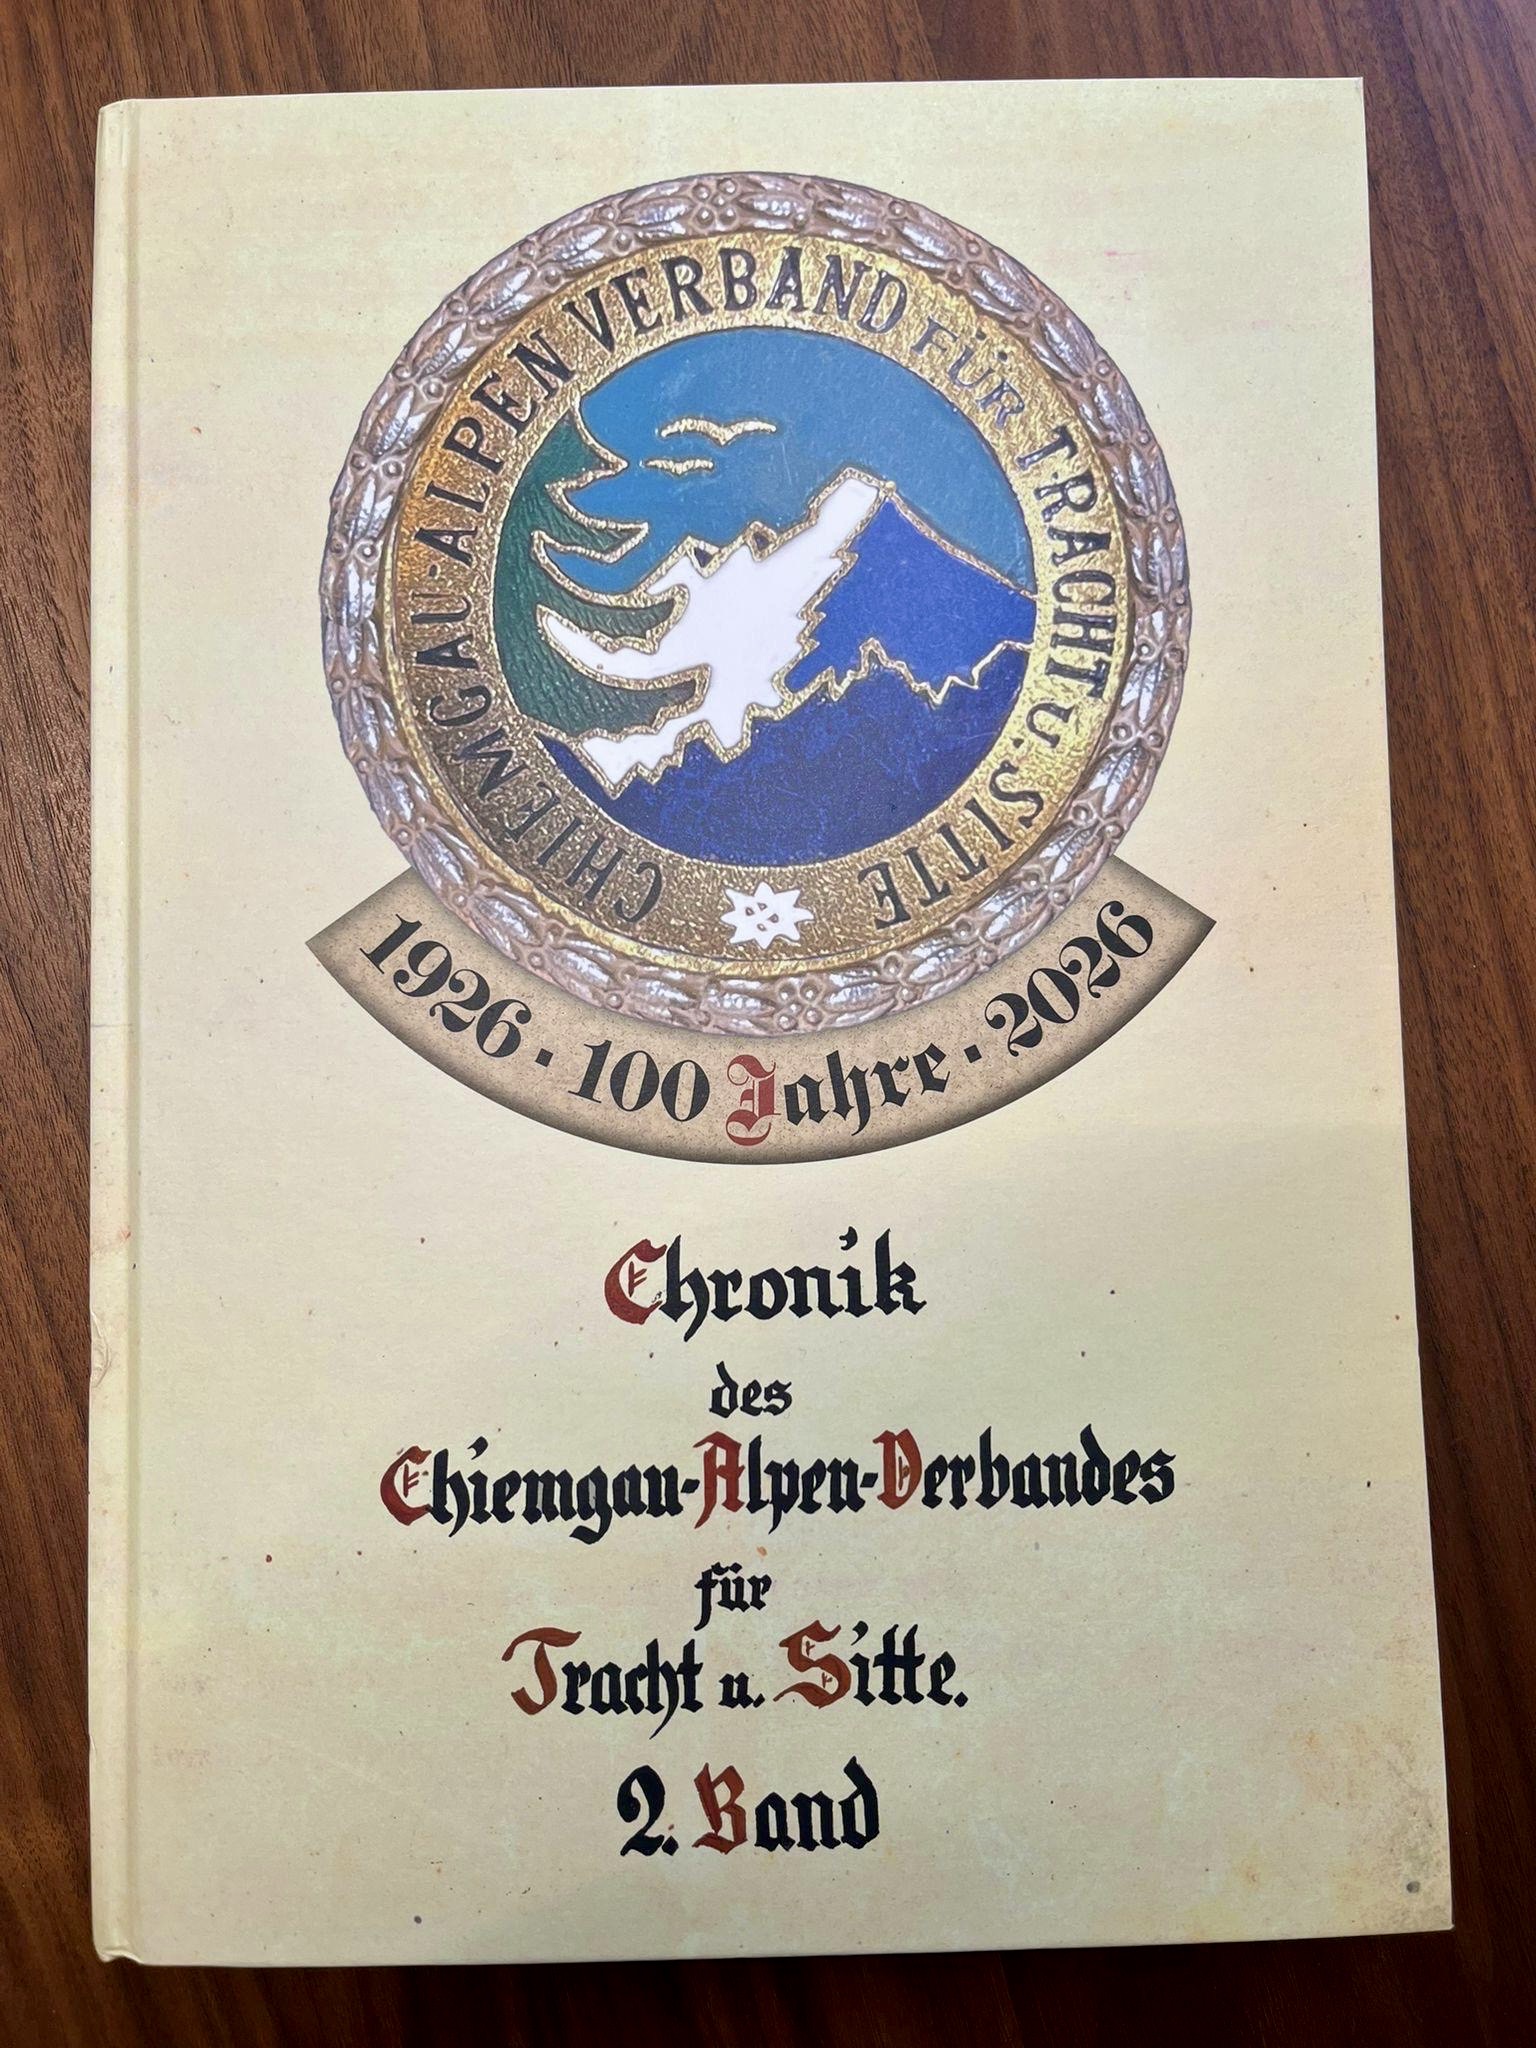 CHIEMGAU-ALPEN VERBAND FÜR TRACHT U. SITTE
1926 · 100 Jahre · 2026
Chronik
des
Chiemgau-Alpen-Verbandes
für
Tracht u. Sitte.
2. Band